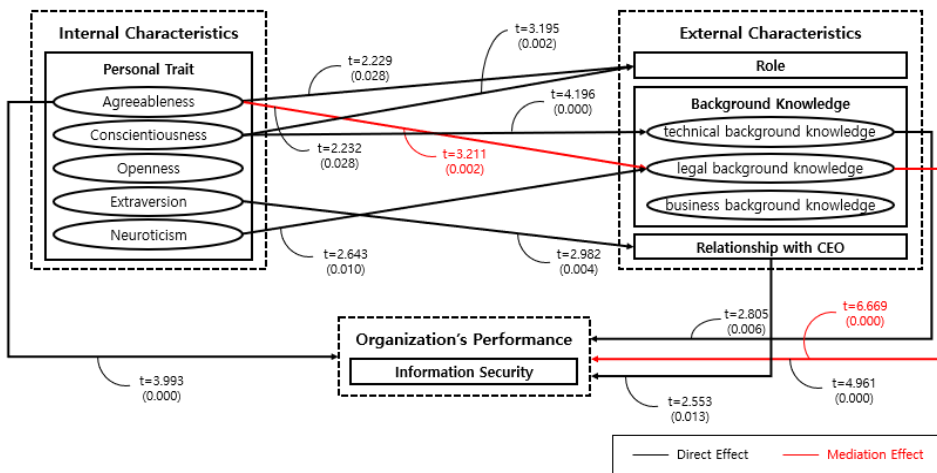 Internal Characteristics
Personal Trait
Agreeableness
Conscientiousness
Openness
Extraversion
Neuroticism
t=2.229
(0.028)
t=3.195
(0.002)
t=4.196
(0.000)
t=2.232
(0.028)
t=3.211
(0.002)
t=2.643
(0.010)
t=2.982
(0.004)
External Characteristics
Role
Background Knowledge
technical background knowledge
legal background knowledge
business background knowledge
Relationship with CEO
t=2.805
(0.006)
t=6.669
(0.000)
Organization's Performance
Information Security
t=3.993
(0.000)
t=4.961
(0.000)
t=2.553
(0.013)
Direct Effect
Mediation Effect